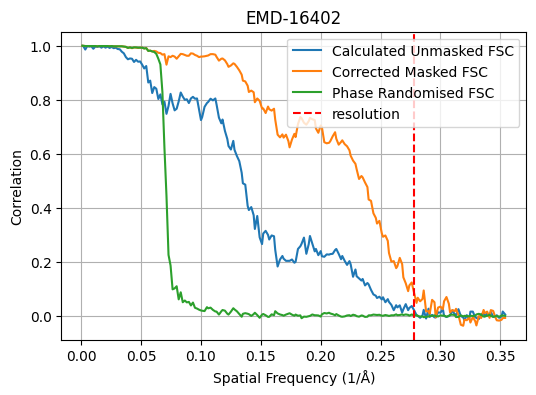 EMD-16402
Calculated Unmasked FSC
Corrected Masked FSC
Phase Randomised FSC
resolution
Correlation
1.0
0.8
0.6
0.4
0.2
0.0
0.00 0.05 0.10 0.15 0.20 0.25 0.30 0.35
Spatial Frequency (1/Å)